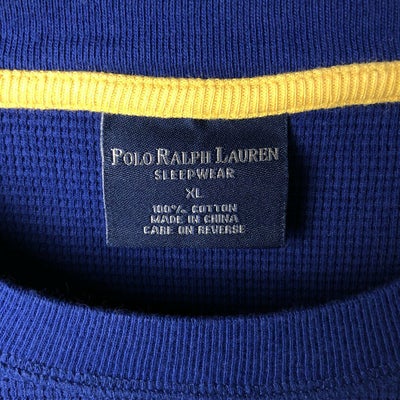 POLO RALPH LAUREN
SLEEPWEAR
XL
100% COTTON
MADE IN CHINA
CARE ON REVERSE